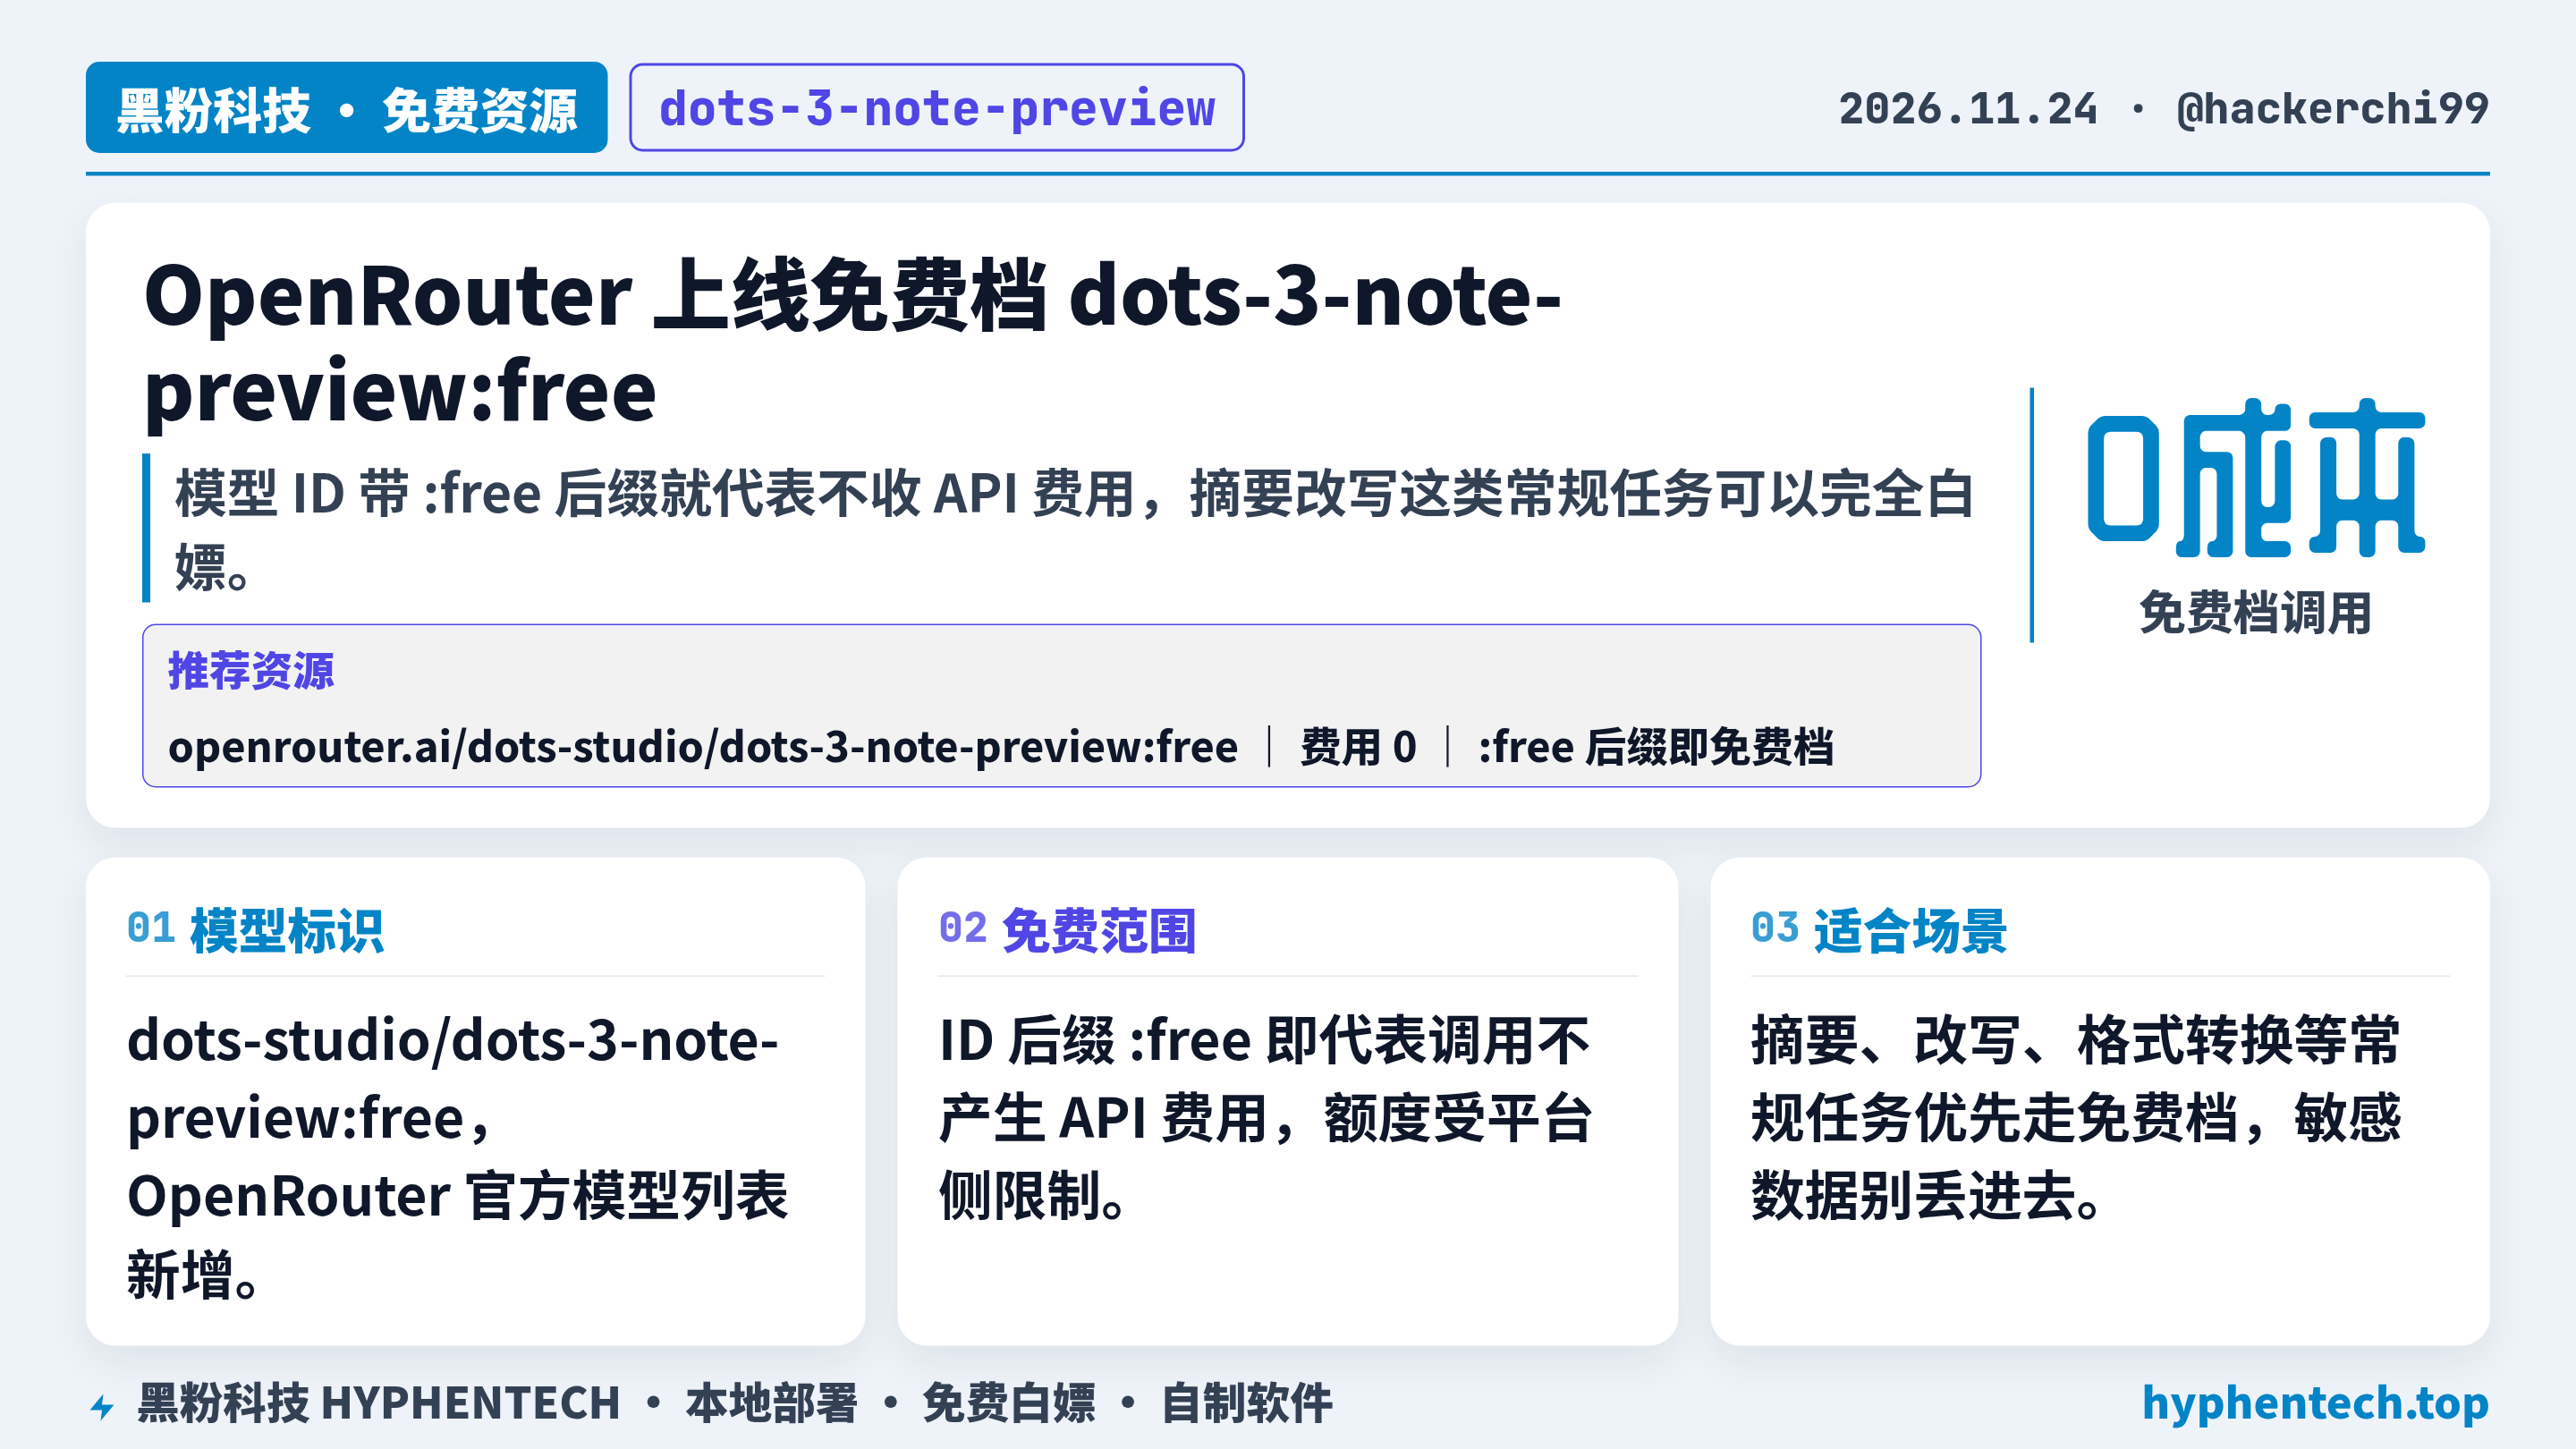 黑粉科技 · 免费资源
dots-3-note-preview
2026.11.24 · @hackerchi99
OpenRouter 上线免费档 dots-3-note-
preview:free
模型 ID 带 :free 后缀就代表不收 API 费用，摘要改写这类常规任务可以完全白
嫖。
0成本
免费档调用
推荐资源
openrouter.ai/dots-studio/dots-3-note-preview:free ｜ 费用 0 ｜ :free 后缀即免费档
01 模型标识
dots-studio/dots-3-note-
preview:free，
OpenRouter 官方模型列表
新增。
02 免费范围
ID 后缀 :free 即代表调用不
产生 API 费用，额度受平台
侧限制。
03 适合场景
摘要、改写、格式转换等常
规任务优先走免费档，敏感
数据别丢进去。
黑粉科技 HYPHENTECH · 本地部署 · 免费白嫖 · 自制软件
hyphentech.top